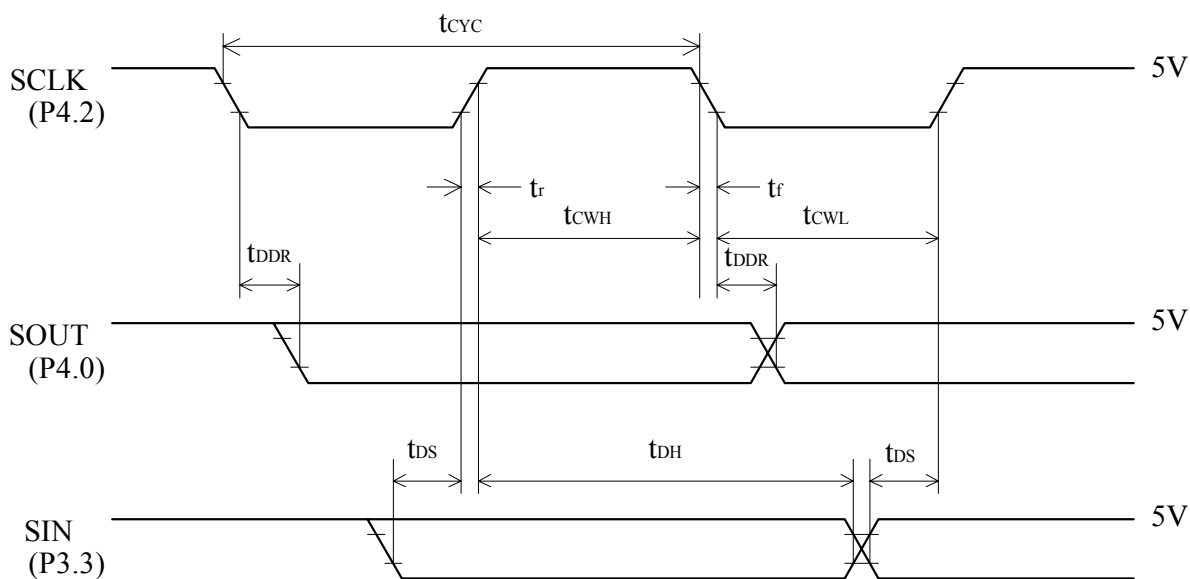 tCYC
SCLK
(P4.2)
5V
tr
tf
tCWH
tCWL
tDDR
tDDR
SOUT
(P4.0)
5V
tDS
tDH
tDS
SIN
(P3.3)
5V